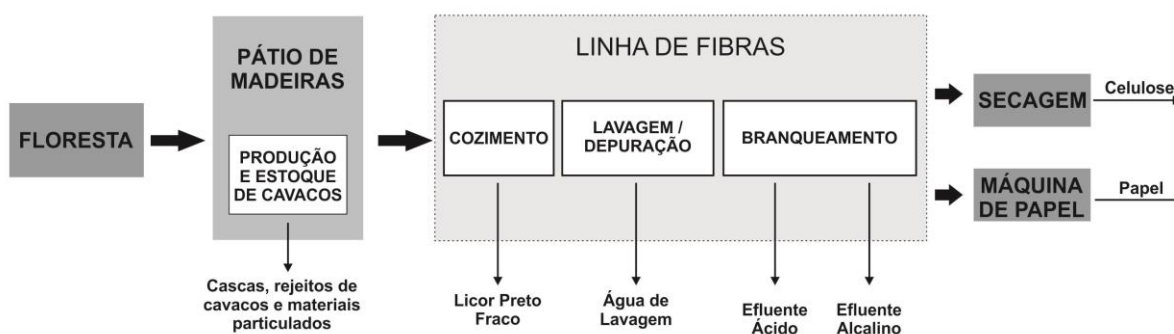 FLORESTA
PÁTIO DE
MADEIRAS
PRODUÇÃO
E ESTOQUE
DE CAVACOS
Cascas, rejeitos de
cavacos e materiais
particulados
LINHA DE FIBRAS
COZIMENTO
LAVAGEM /
DEPURAÇÃO
BRANQUEAMENTO
Licor Preto
Fraco
Água de
Lavagem
Efluente
Ácido
Efluente
Alcalino
SECAGEM
Celulose
MÁQUINA
DE PAPEL
Papel